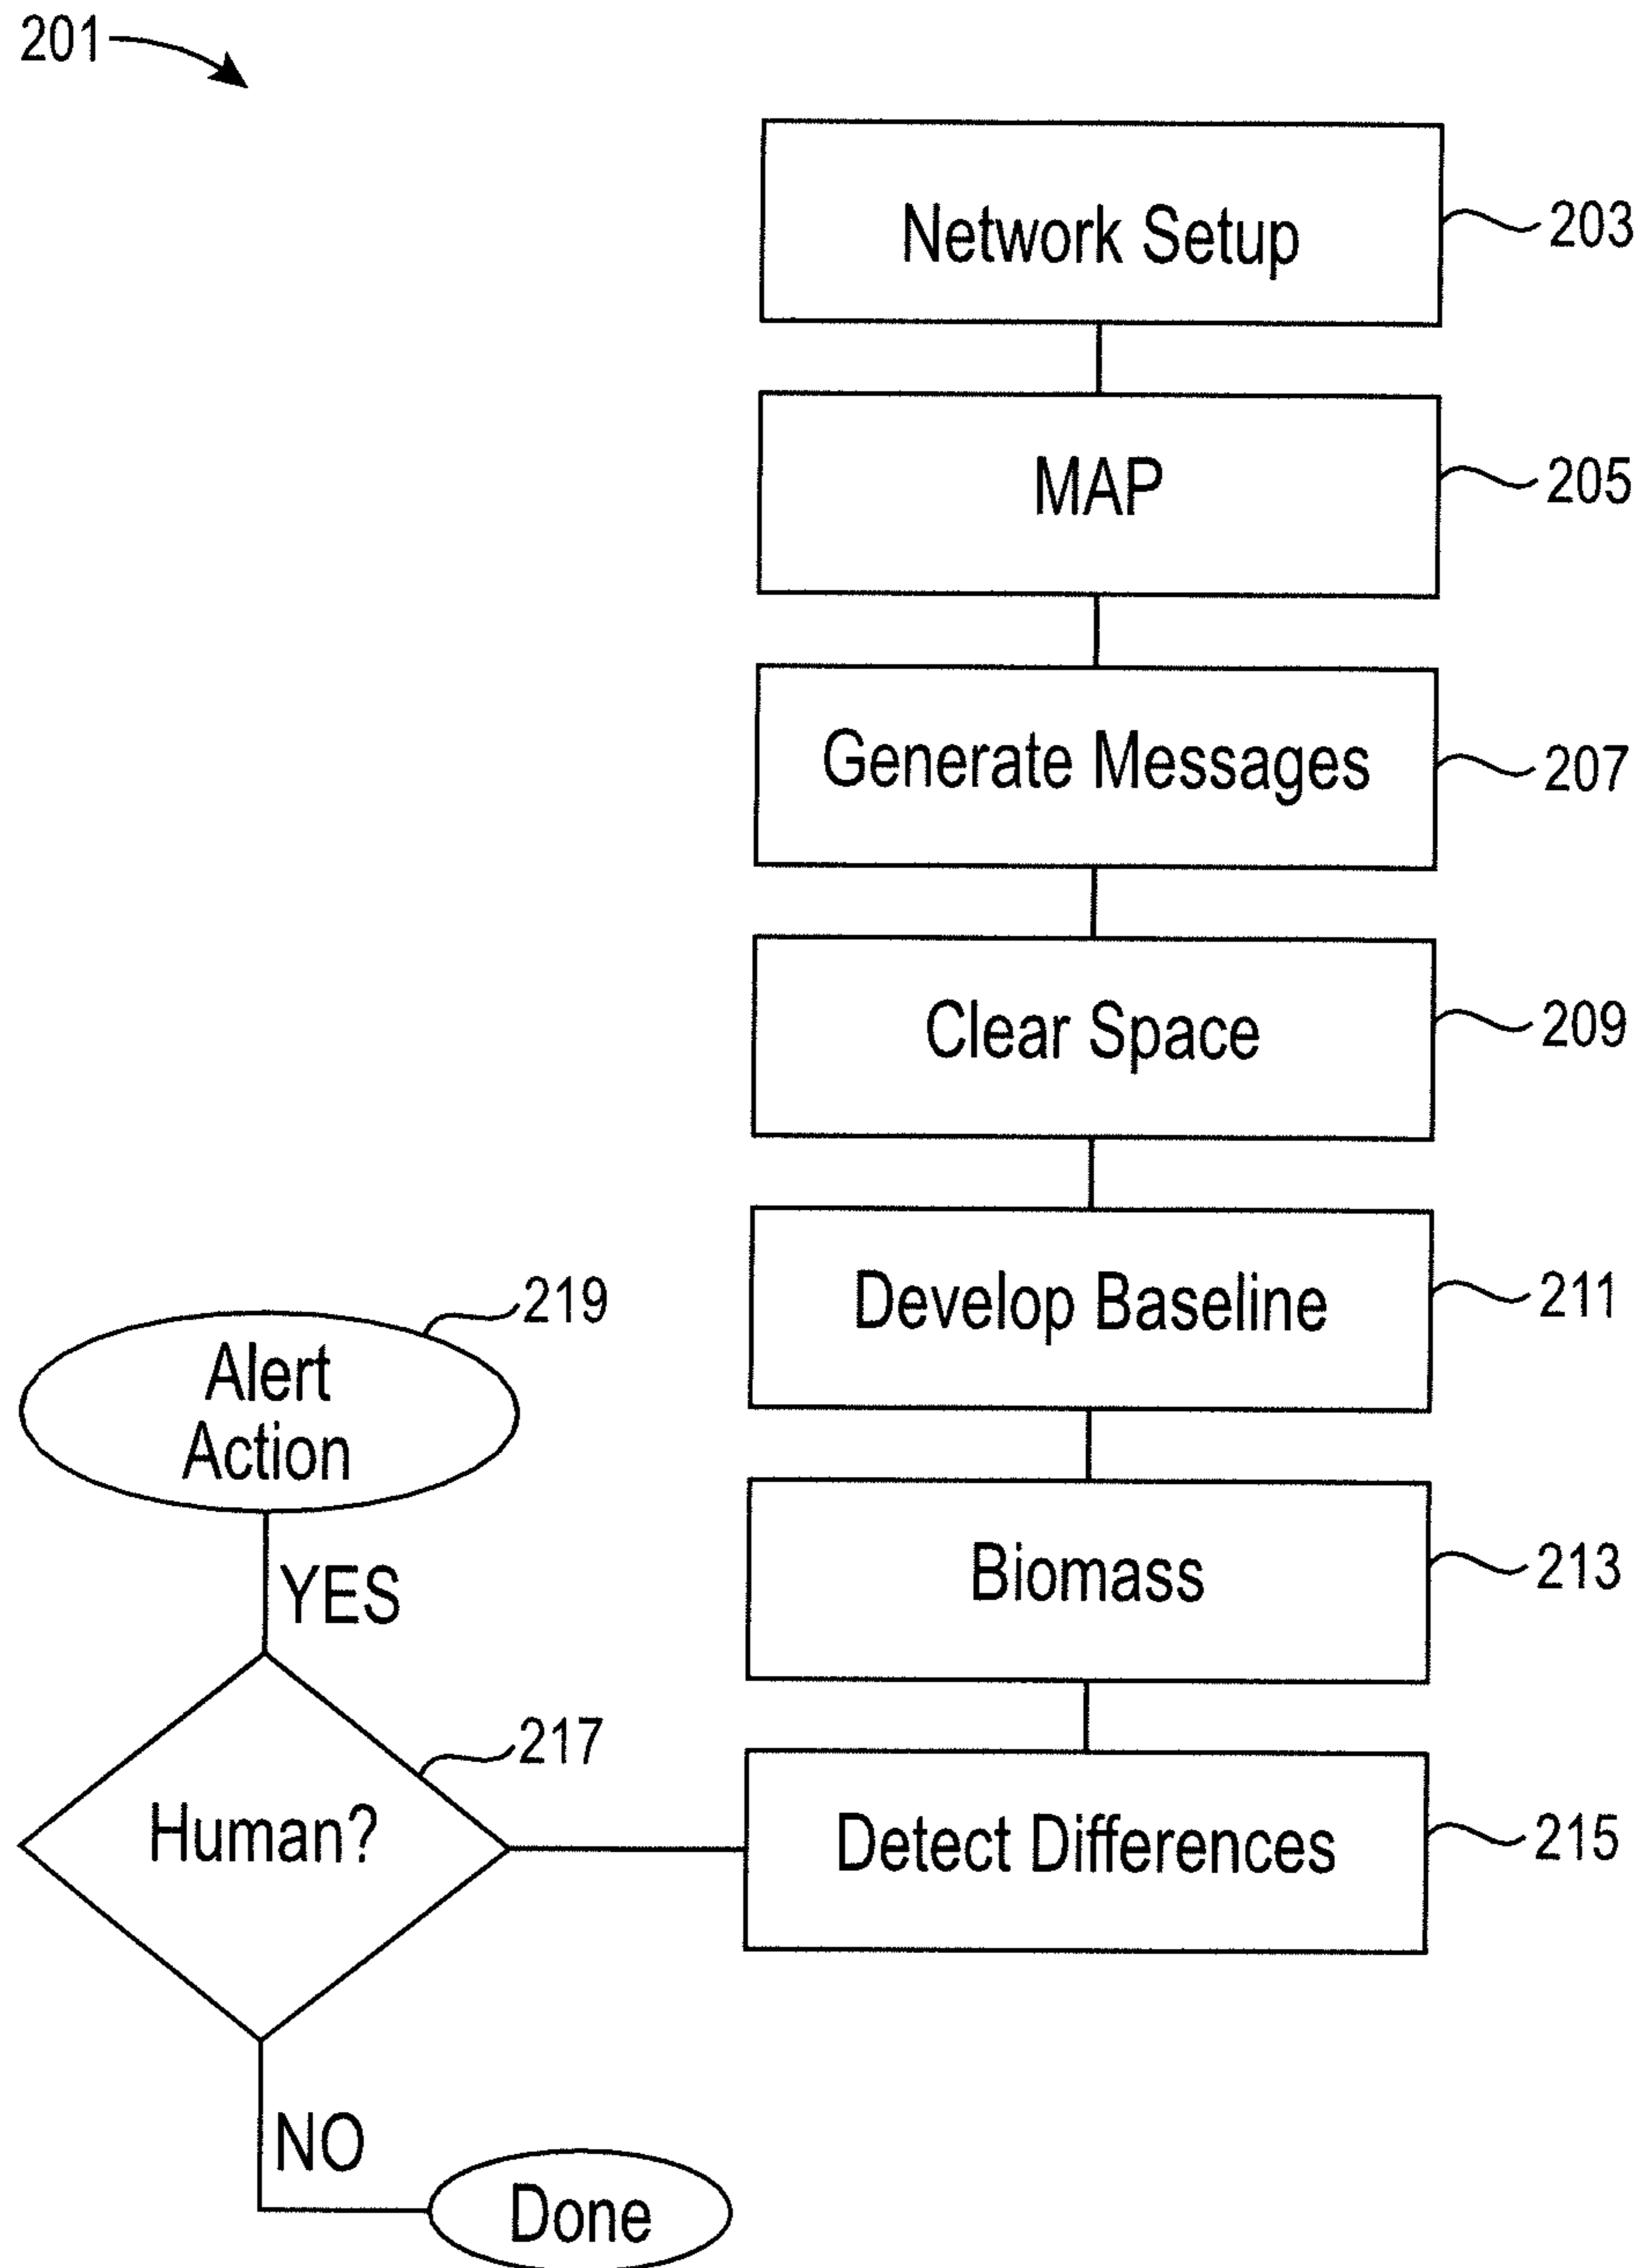 201
Network Setup
203
MAP
205
Generate Messages
207
Clear Space
209
Develop Baseline
211
Biomass
213
Detect Differences
215
Human?
217
YES
Alert
Action
219
NO
Done